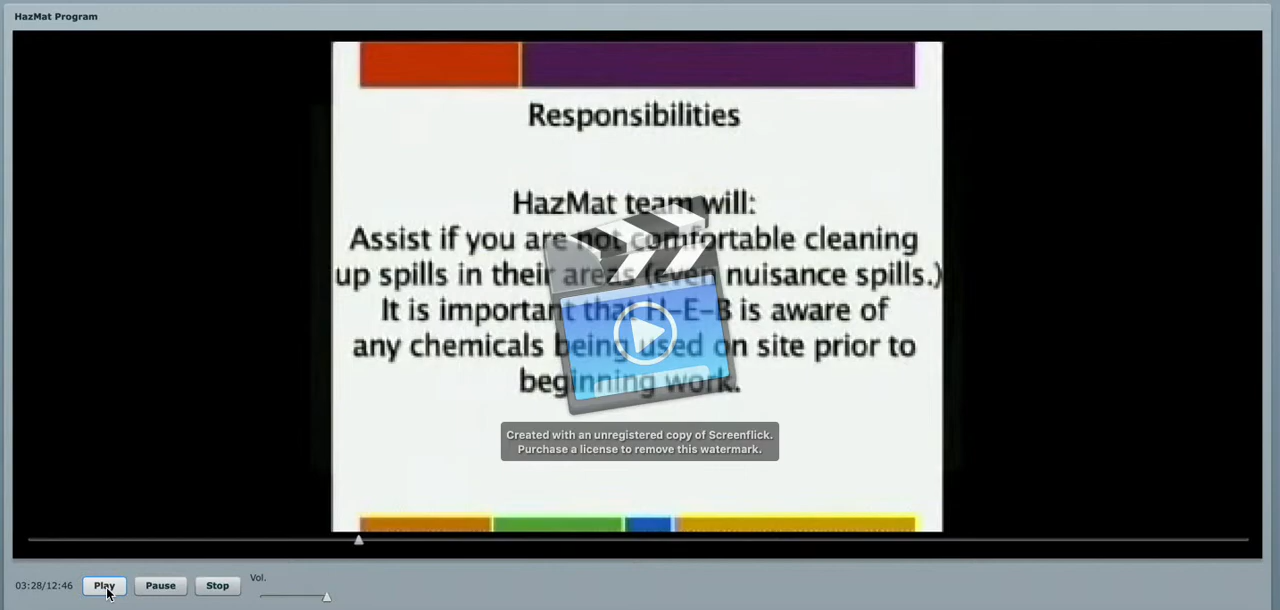 HazMat Program
Responsibilities
HazMat team will:
Assist if you are not comfortable cleaning
up spills in their areas (even nuisance spills.)
It is important that H-E-B is aware of
any chemicals being used on site prior to
beginning work.
Created with an unregistered copy of Screenflick.
Purchase a license to remove this watermark.
03:28/12:46
Play
Pause
Stop
Vol.